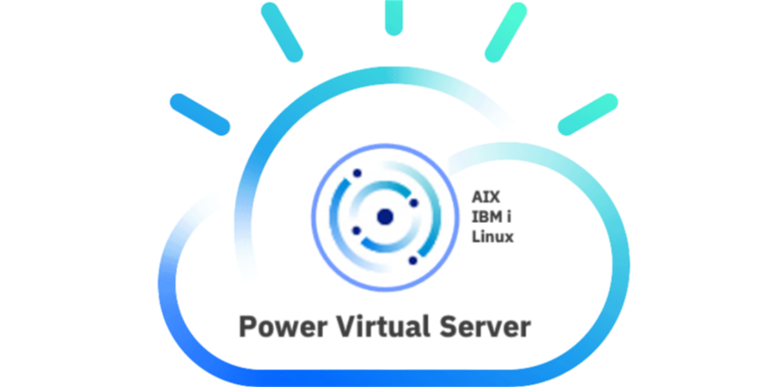 AIX
IBM i
Linux
Power Virtual Server